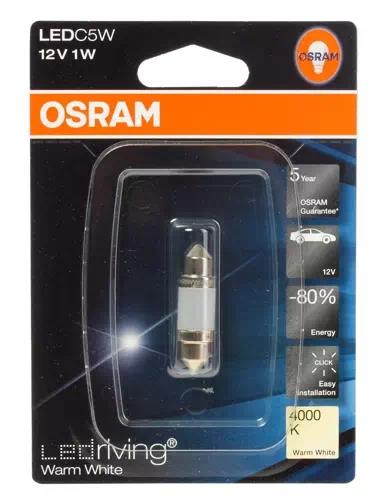 LEDC5W
12V 1W
OSRAM
OSRAM
5 Year
OSRAM
Guarantee*
12V
-80%
Energy
CLICK
Easy
Installation
4000
K
Warm White
LEDriving®
Warm White